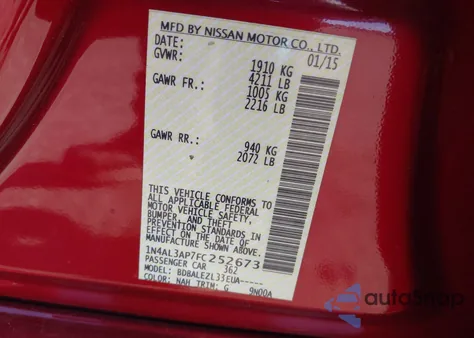 MFD BY NISSAN MOTOR CO., LTD.
DATE: 01/15
GVWR: 1910 KG
4211 LB
GAWR FR.: 1005 KG
2216 LB
GAWR RR.: 940 KG
2072 LB
THIS VEHICLE CONFORMS TO
ALL APPLICABLE FEDERAL
MOTOR VEHICLE SAFETY,
BUMPER, AND THEFT
PREVENTION STANDARDS IN
EFFECT ON THE DATE OF
MANUFACTURE SHOWN ABOVE.
1N4AL3AP7FC252673
PASSENGER CAR 362
MODEL: BDBALEZL33EUA-----
COLOR: NAH TRIM: G 9N00A
autoStrap